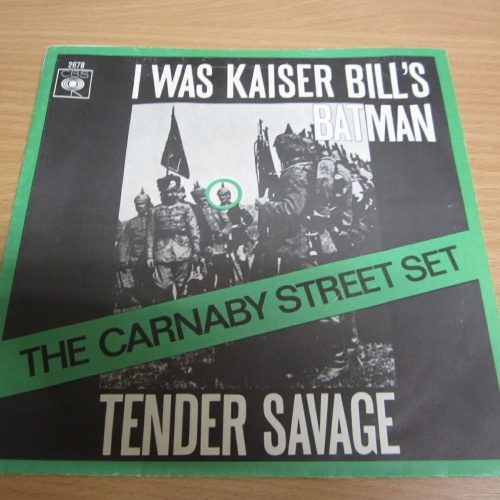 2678
CBS
I WAS KAISER BILL'S
BATMAN
THE CARNABY STREET SET
TENDER SAVAGE